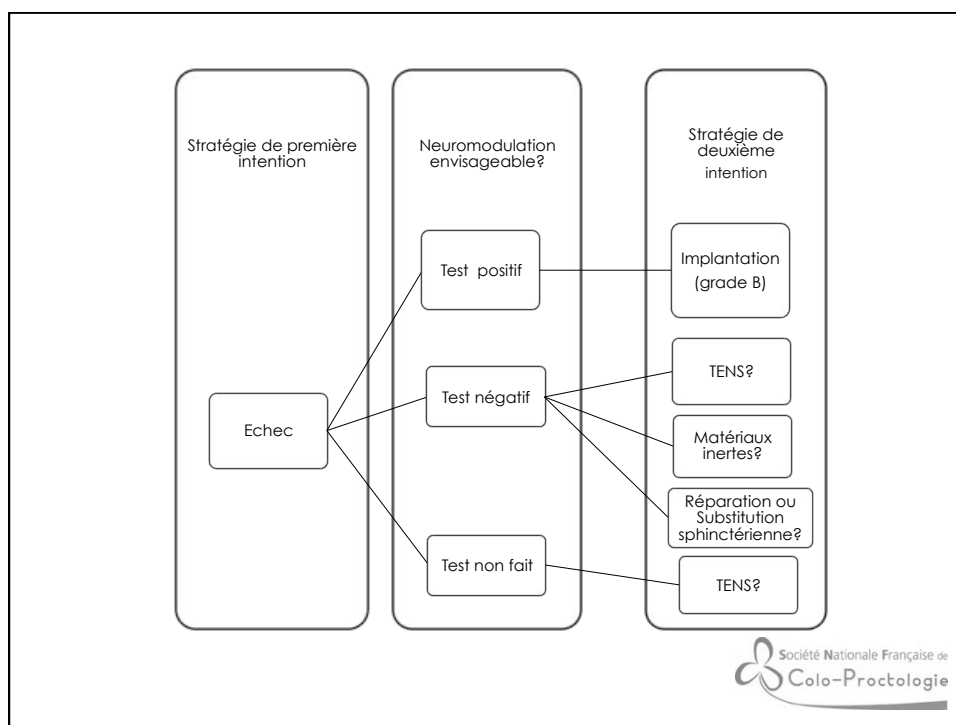 Stratégie de première
intention
Neuromodulation
envisageable?
Stratégie de
deuxième
intention
Echec
Test  positif
Test négatif
Test non fait
Implantation
(grade B)
TENS?
Matériaux
inertes?
Réparation ou
Substitution
sphinctérienne?
TENS?
Société Nationale Française de
Colo-Proctologie